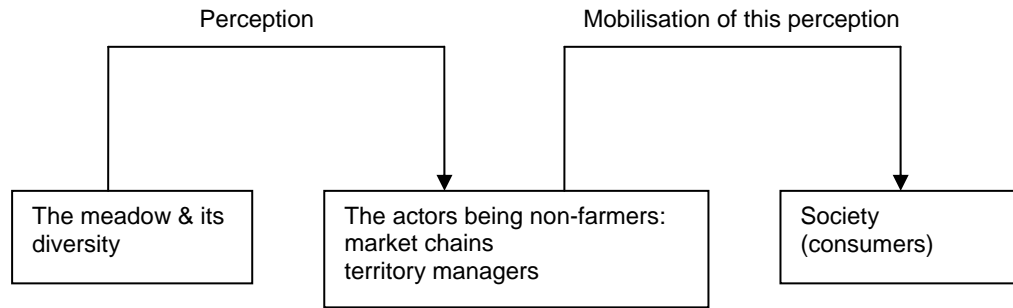 Perception
Mobilisation of this perception
The meadow & its
diversity
The actors being non-farmers:
market chains
territory managers
Society
(consumers)